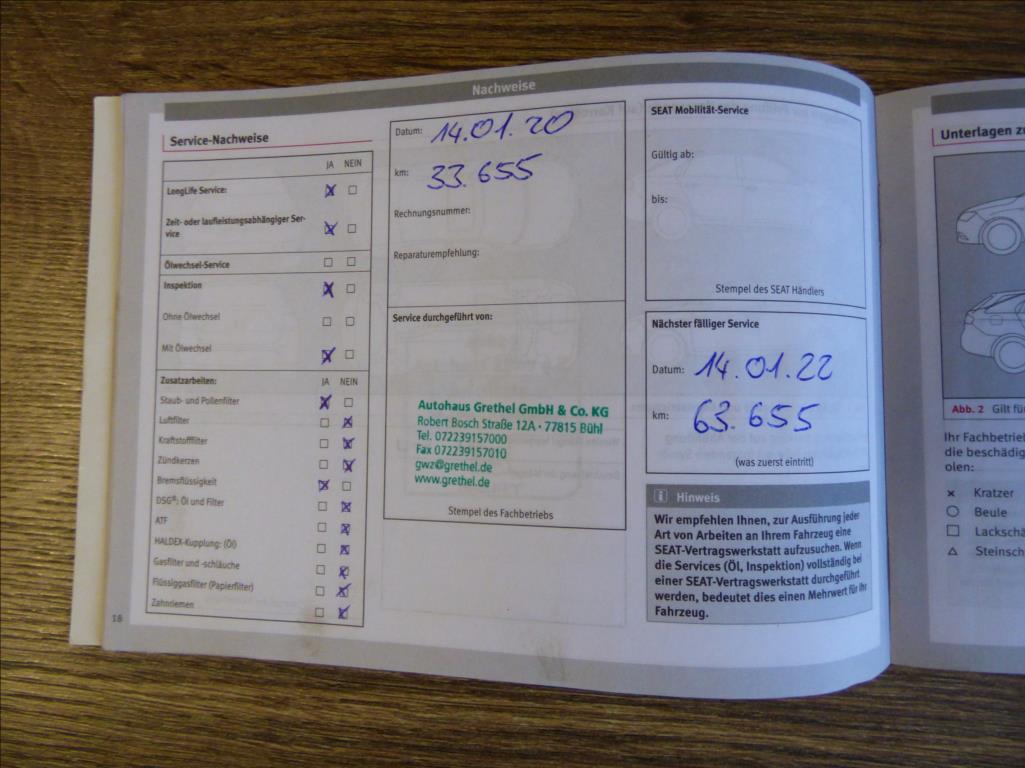 Nachweise
Service-Nachweise
JA NEIN
LongLife Service:
Zeit- oder laufleistungsabhängiger Ser-
vice
Ölwechsel-Service
Inspektion
Ohne Ölwechsel
Mit Ölwechsel
Zusatzarbeiten: JA NEIN
Staub- und Pollenfilter
Luftfilter
Kraftstofffilter
Zündkerzen
Bremsflüssigkeit
DSG®: Öl und Filter
ATF
HALDEX-Kupplung: (Öl)
Gasfilter und -schläuche
Flüssiggasfilter (Papierfilter)
Zahnriemen
18
Datum: 14.01.20
km: 33.655
Rechnungsnummer:
Reparaturempfehlung:
Service durchgeführt von:
Autohaus Grethel GmbH & Co. KG
Robert Bosch Straße 12A · 77815 Bühl
Tel. 072239157000
Fax 072239157010
gwz@grethel.de
www.grethel.de
Stempel des Fachbetriebs
SEAT Mobilität-Service
Gültig ab:
bis:
Stempel des SEAT Händlers
Nächster fälliger Service
Datum: 14.01.22
km: 63.655
(was zuerst eintritt)
i Hinweis
Wir empfehlen Ihnen, zur Ausführung jeder
Art von Arbeiten an Ihrem Fahrzeug eine
SEAT-Vertragswerkstatt aufzusuchen. Wenn
die Services (Öl, Inspektion) vollständig bei
einer SEAT-Vertragswerkstatt durchgeführt
werden, bedeutet dies einen Mehrwert für Ihr
Fahrzeug.
Unterlagen
Abb. 2 Gilt
Ihr Fachbetrieb
die beschädig
olen:
Kratzer
Beule
Lackschä
Steinsch